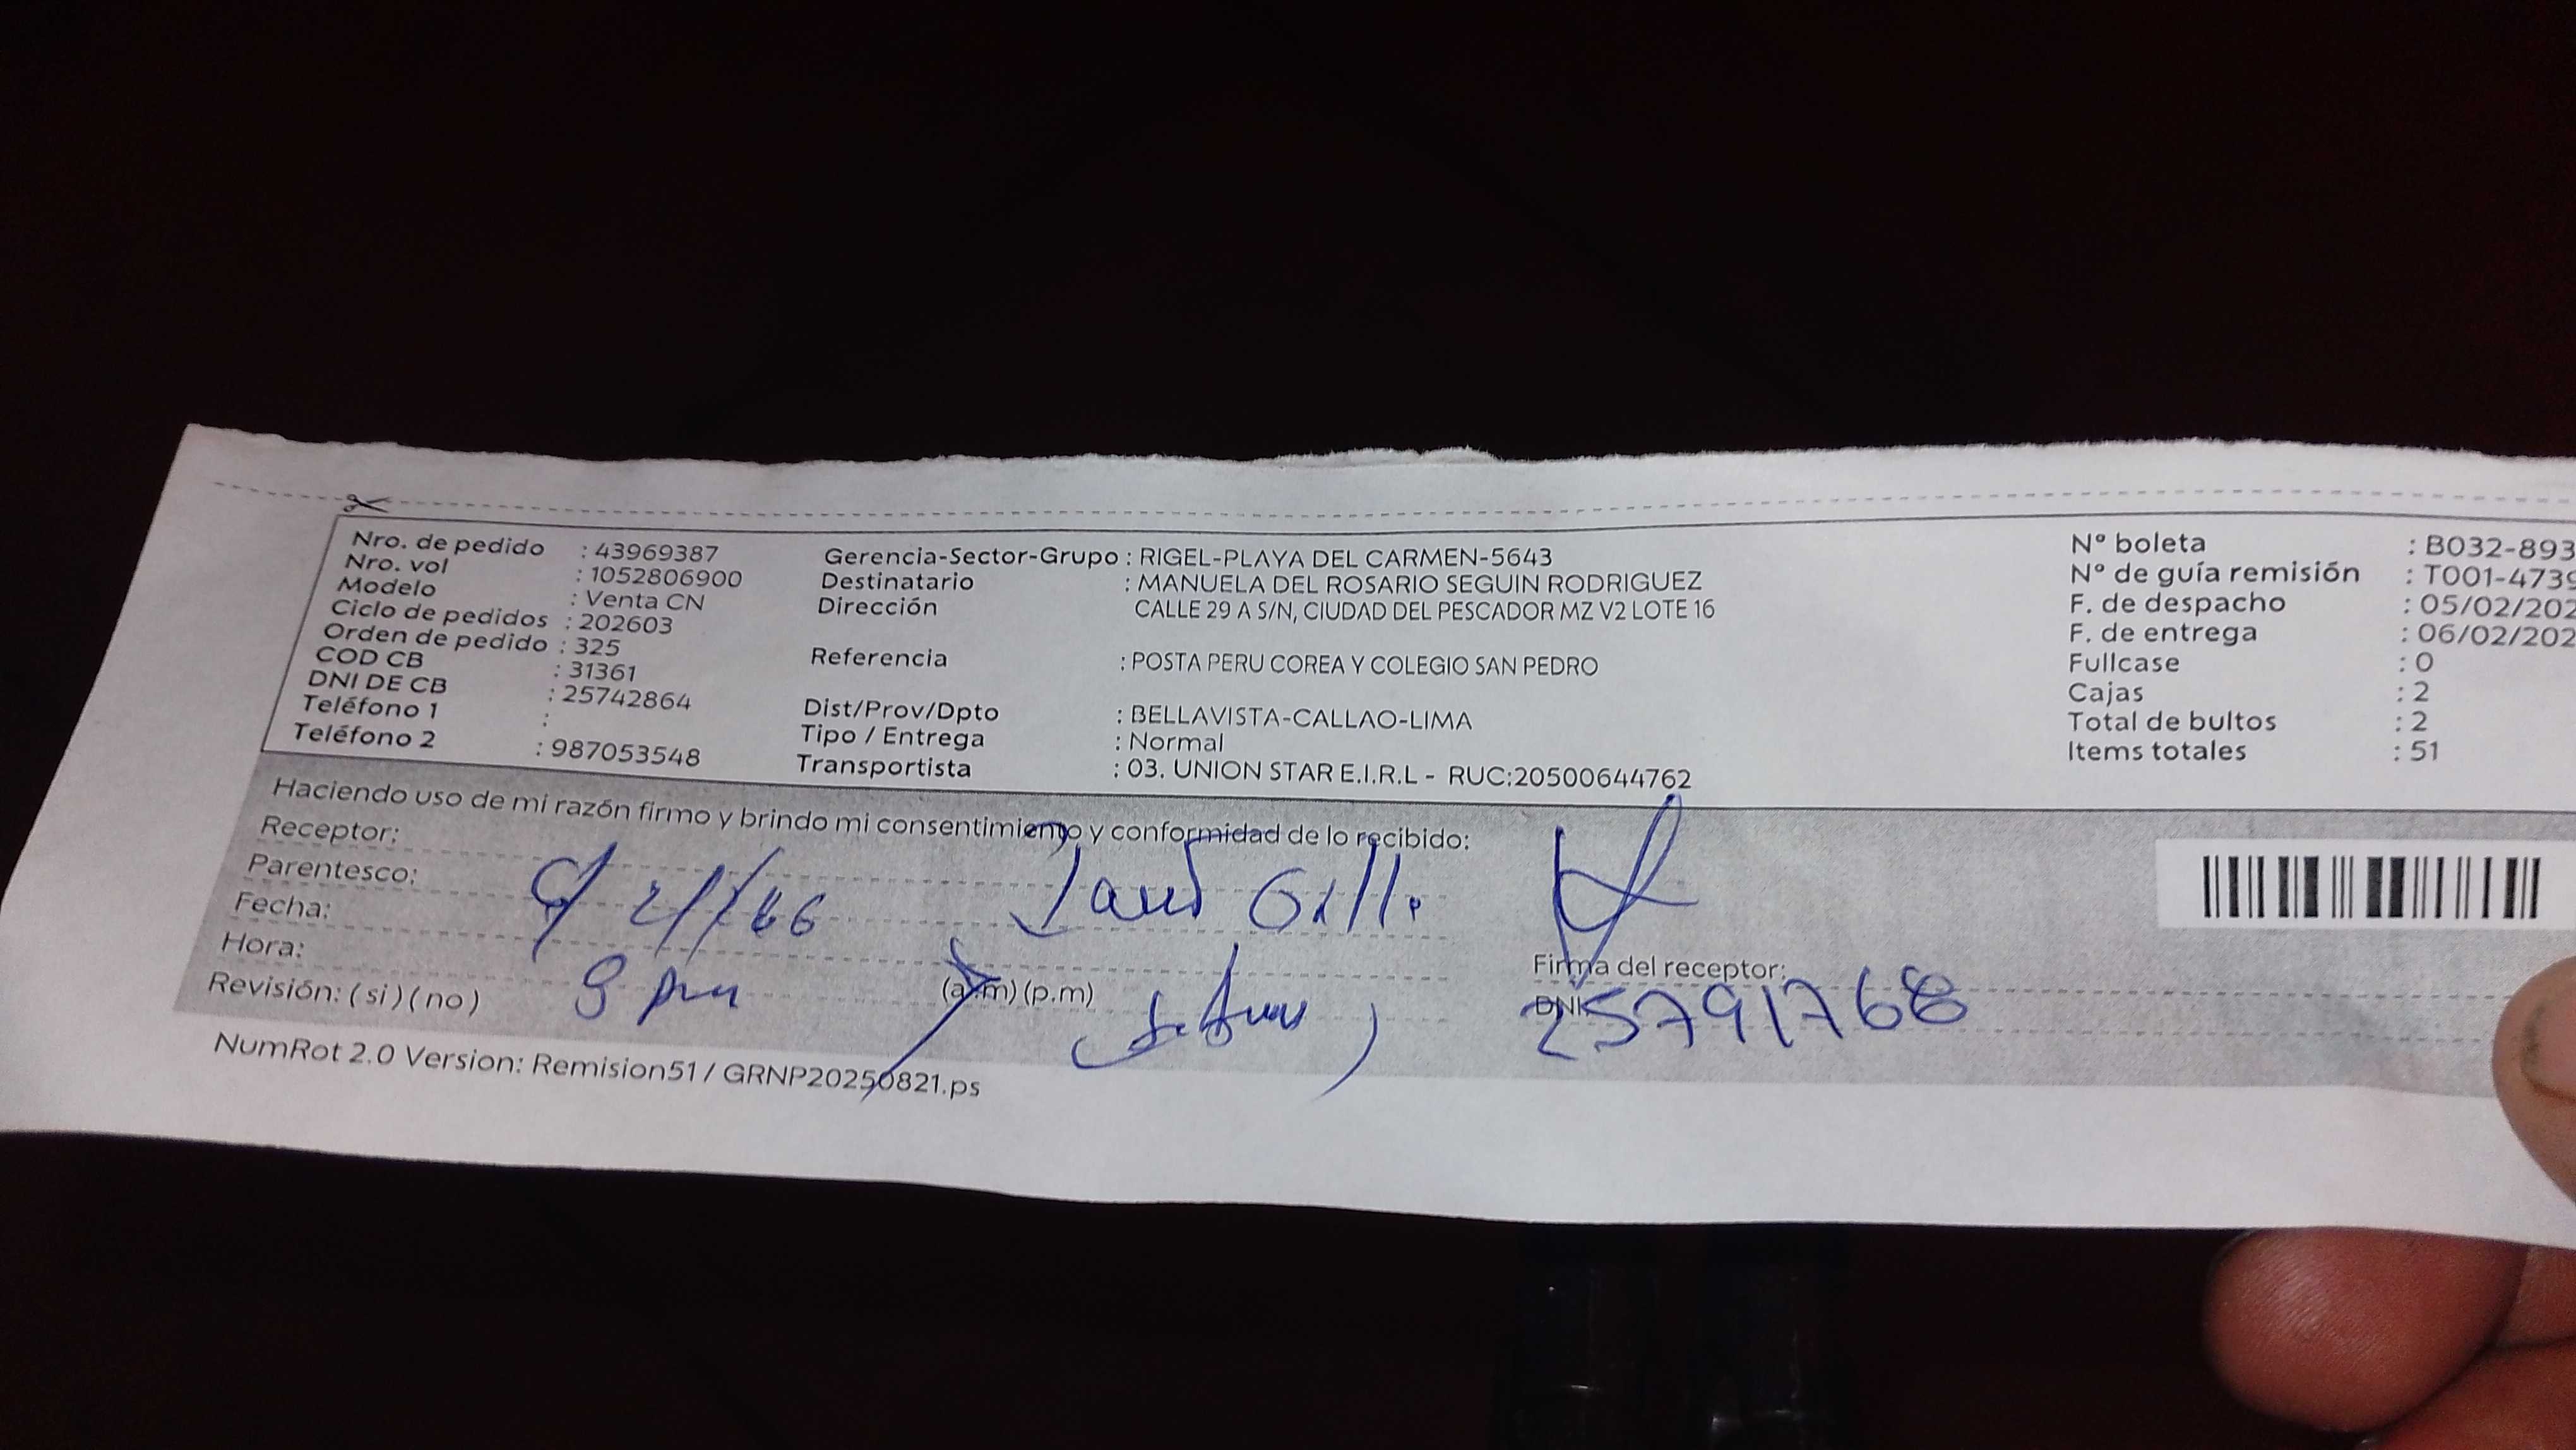 Nro. de pedido : 43969387
Nro. vol : 1052806900
Modelo : Venta CN
Ciclo de pedidos : 202603
Orden de pedido : 325
COD CB : 31361
DNI DE CB : 25742864
Teléfono 1 :
Teléfono 2 : 987053548
Gerencia-Sector-Grupo : RIGEL-PLAYA DEL CARMEN-5643
Destinatario : MANUELA DEL ROSARIO SEGUIN RODRIGUEZ
Dirección CALLE 29 A S/N, CIUDAD DEL PESCADOR MZ V2 LOTE 16
Referencia : POSTA PERU COREA Y COLEGIO SAN PEDRO
Dist/Prov/Dpto : BELLAVISTA-CALLAO-LIMA
Tipo / Entrega : Normal
Transportista : 03. UNION STAR E.I.R.L - RUC:20500644762
Nº boleta : B032-893
Nº de guía remisión : T001-4739
F. de despacho : 05/02/202
F. de entrega : 06/02/202
Fullcase : 0
Cajas : 2
Total de bultos : 2
Items totales : 51
Haciendo uso de mi razón firmo y brindo mi consentimiento y conformidad de lo recibido:
Receptor:
Parentesco:
Fecha:
Hora:
Revisión: (si) (no) 9 pm (a.m) (p.m)
Firma del receptor:
DNI 25791768
NumRot 2.0 Version: Remision51 / GRNP20250821.ps